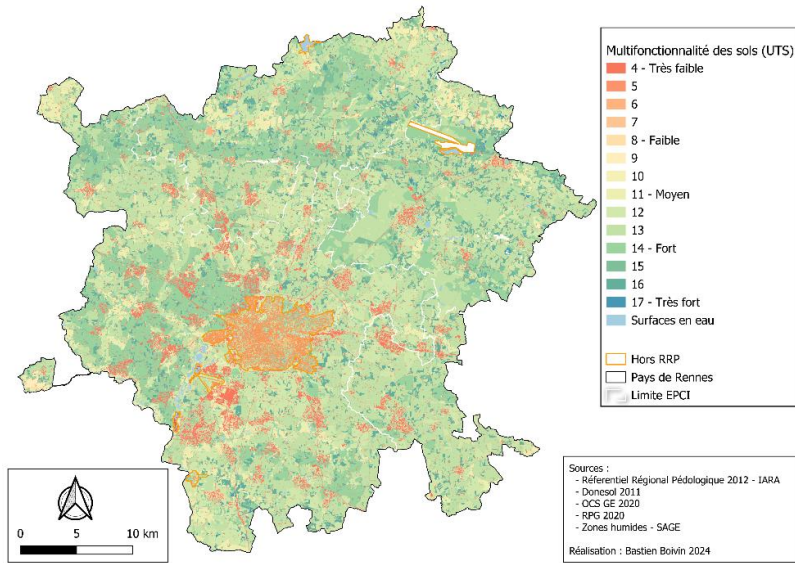 Multifonctionnalité des sols (UTS)
4 - Très faible
5
6
7
8 - Faible
9
10
11 - Moyen
12
13
14 - Fort
15
16
17 - Très fort
Surfaces en eau
Hors RRP
Pays de Rennes
Limite EPCI
0 5 10 km
Sources :
- Réferentiel Régional Pédologique 2012 - IARA
- Donesol 2011
- OCS GE 2020
- RPG 2020
- Zones humides - SAGE
Réalisation : Bastien Boivin 2024